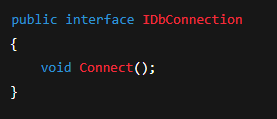 public interface IDbConnection
{
    void Connect();
}